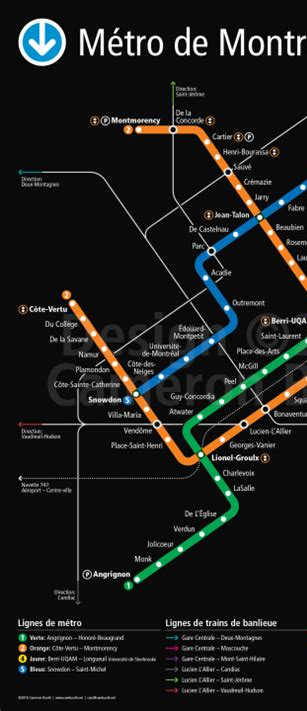 Métro de Montr
Direction:
Saint-Jérôme
De la
Concorde
P Montmorency
2
Cartier P
Henri-Bourassa
Sauvé
Crémazie
Jarry
Direction:
Deux-Montagnes
Jean-Talon
De Castelnau
Fabre
Beaubien
Parc
Rosem
Lau
Acadie
2
Côte-Vertu
Outremont
Du Collège
Berri-UQA
De la Savane
Édouard-
Montpetit
Saint-Laurent
Namur
Université-
de-Montréal
Place-des-Arts
Plamondon
Côte-des-
Neiges
McGill
Côte-Sainte-Catherine
Peel
Snowdon 5
Guy-Concordia
Squa
Villa-Maria
Atwater
Bonaventu
Direction:
Vaudreuil-Hudson
Vendôme
Lucien-L'Allier
Place-Saint-Henri
Georges-Vanier
Lionel-Groulx
Navette 747:
Aéroport – Centre-ville
Charlevoix
LaSalle
De L'Église
Verdun
Jolicoeur
Monk
P Angrignon
1
Direction:
Candiac
Lignes de métro
1 Verte: Angrignon – Honoré-Beaugrand
2 Orange: Côte-Vertu – Montmorency
4 Jaune: Berri-UQAM – Longueuil Université de Sherbrooke
5 Bleue: Snowdon – Saint-Michel
Lignes de trains de banlieue
Gare Centrale – Deux-Montagnes
Gare Centrale – Mascouche
Gare Centrale – Mont-Saint-Hilaire
Lucien L'Allier – Candiac
Lucien L'Allier – Saint-Jérôme
Lucien L'Allier – Vaudreuil-Hudson